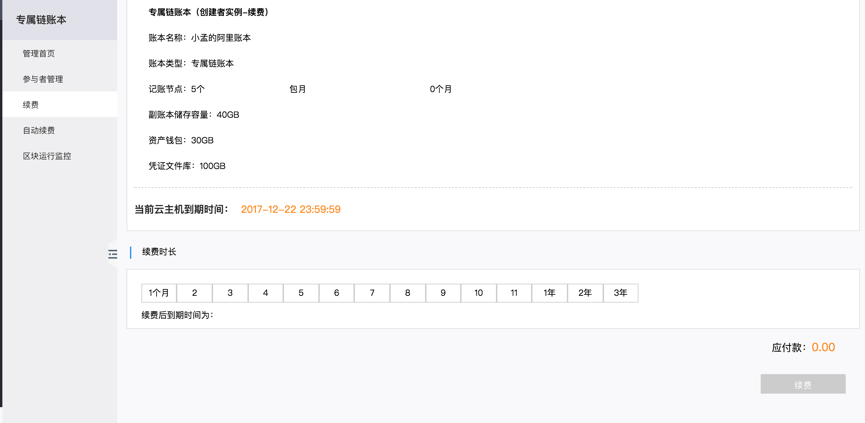 专属链账本
管理首页
参与者管理
续费
自动续费
区块运行监控
专属链账本（创建者实例-续费）
账本名称：小孟的阿里账本
账本类型：专属链账本
记账节点：5个 包月 0个月
副账本储存容量：40GB
资产钱包：30GB
凭证文件库：100GB
当前云主机到期时间： 2017-12-22 23:59:59
续费时长
1个月 2 3 4 5 6 7 8 9 10 11 1年 2年 3年
续费后到期时间为：
应付款：0.00
续费